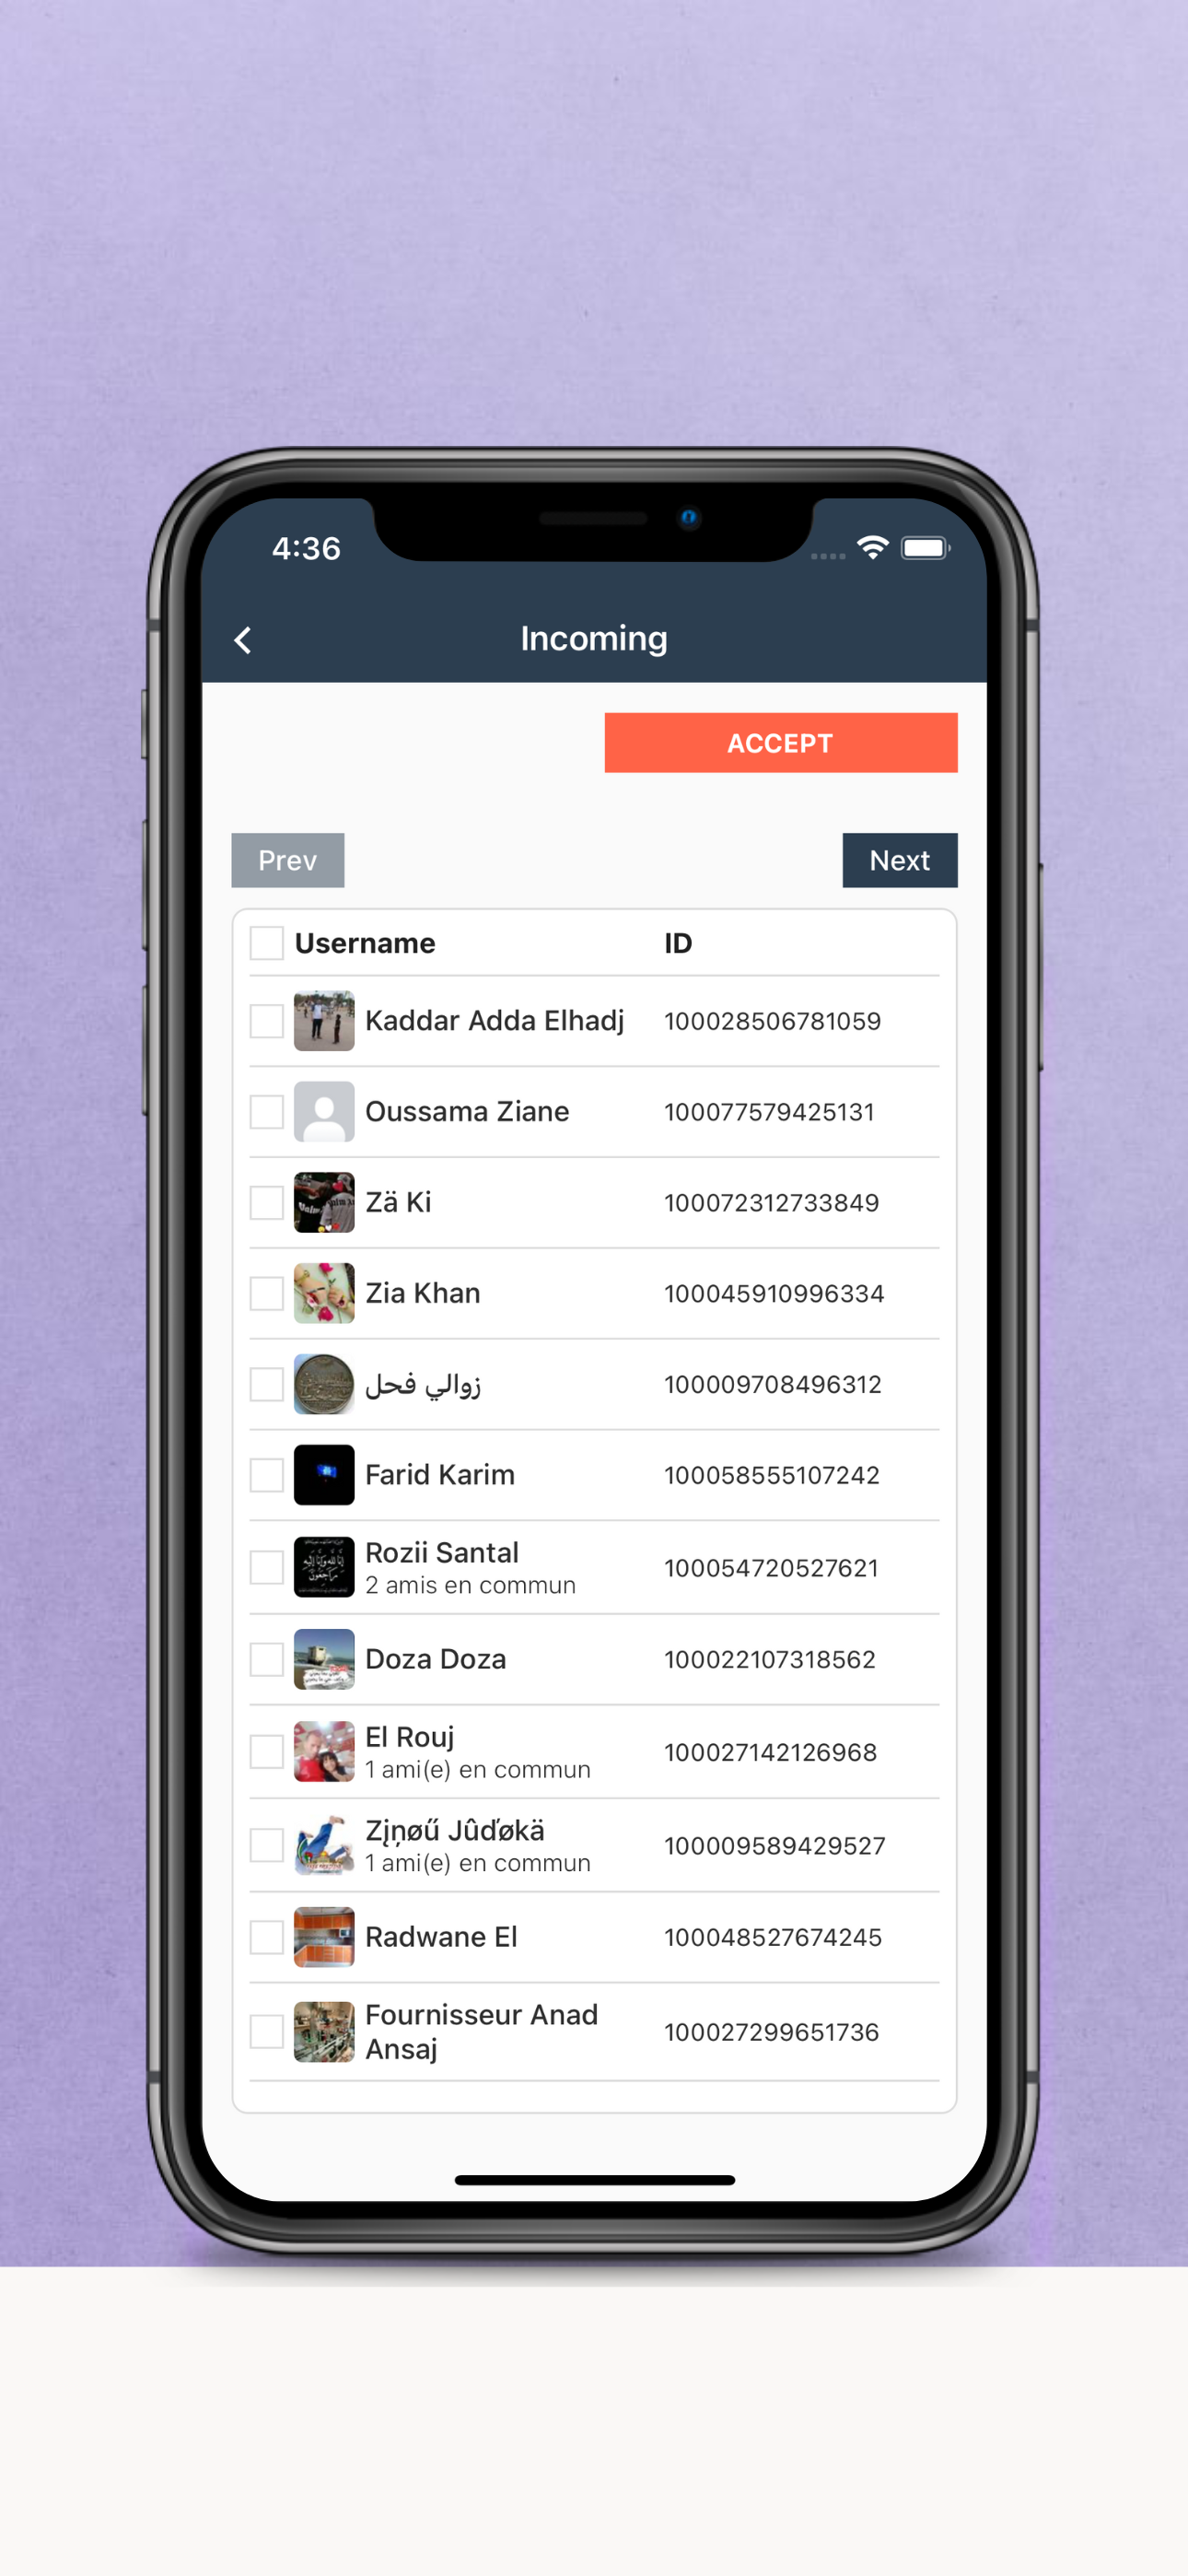 4:36
Incoming
ACCEPT
Prev
Next
Username ID
Kaddar Adda Elhadj 100028506781059
Oussama Ziane 100077579425131
Zä Ki 100072312733849
Zia Khan 100045910996334
زوالي فحل 100009708496312
Farid Karim 100058555107242
Rozii Santal 100054720527621
2 amis en commun
Doza Doza 100022107318562
El Rouj 100027142126968
1 ami(e) en commun
Zįņøű Jûďøkä 100009589429527
1 ami(e) en commun
Radwane El 100048527674245
Fournisseur Anad
Ansaj 100027299651736